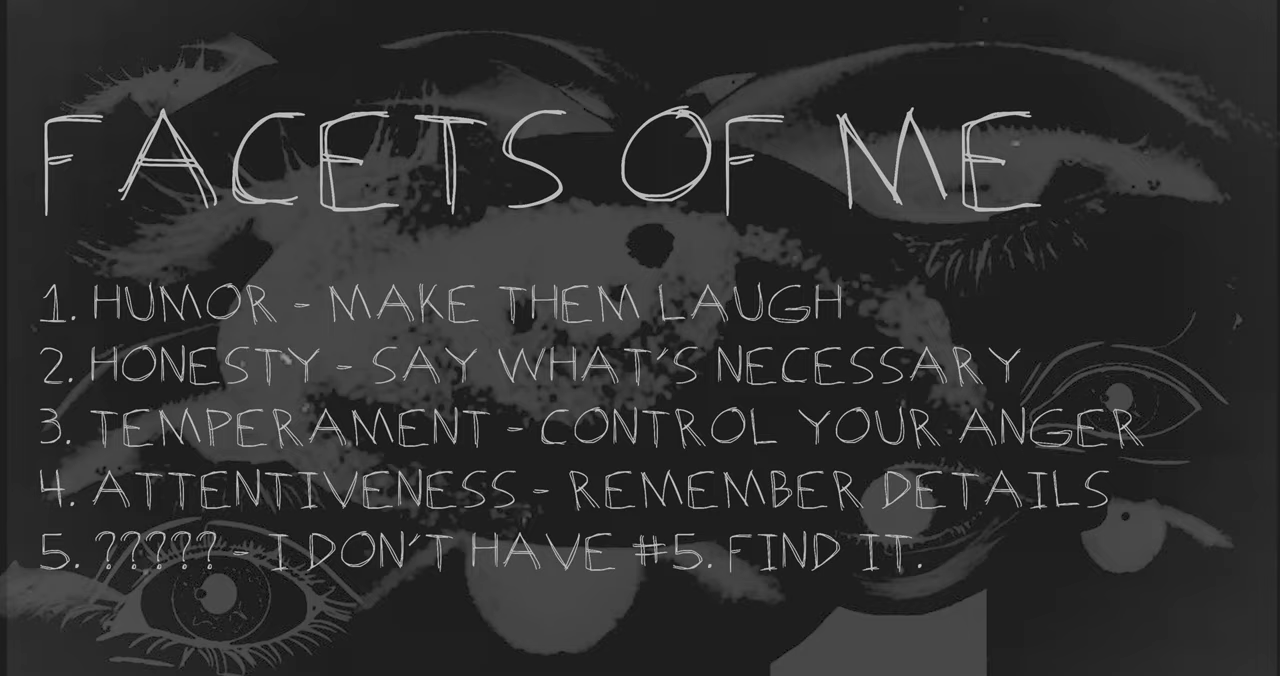 FACETS OF ME
1. HUMOR - MAKE THEM LAUGH
2. HONESTY - SAY WHAT'S NECESSARY
3. TEMPERAMENT - CONTROL YOUR ANGER
4. ATTENTIVENESS - REMEMBER DETAILS
5. ????? - I DON'T HAVE #5. FIND IT.